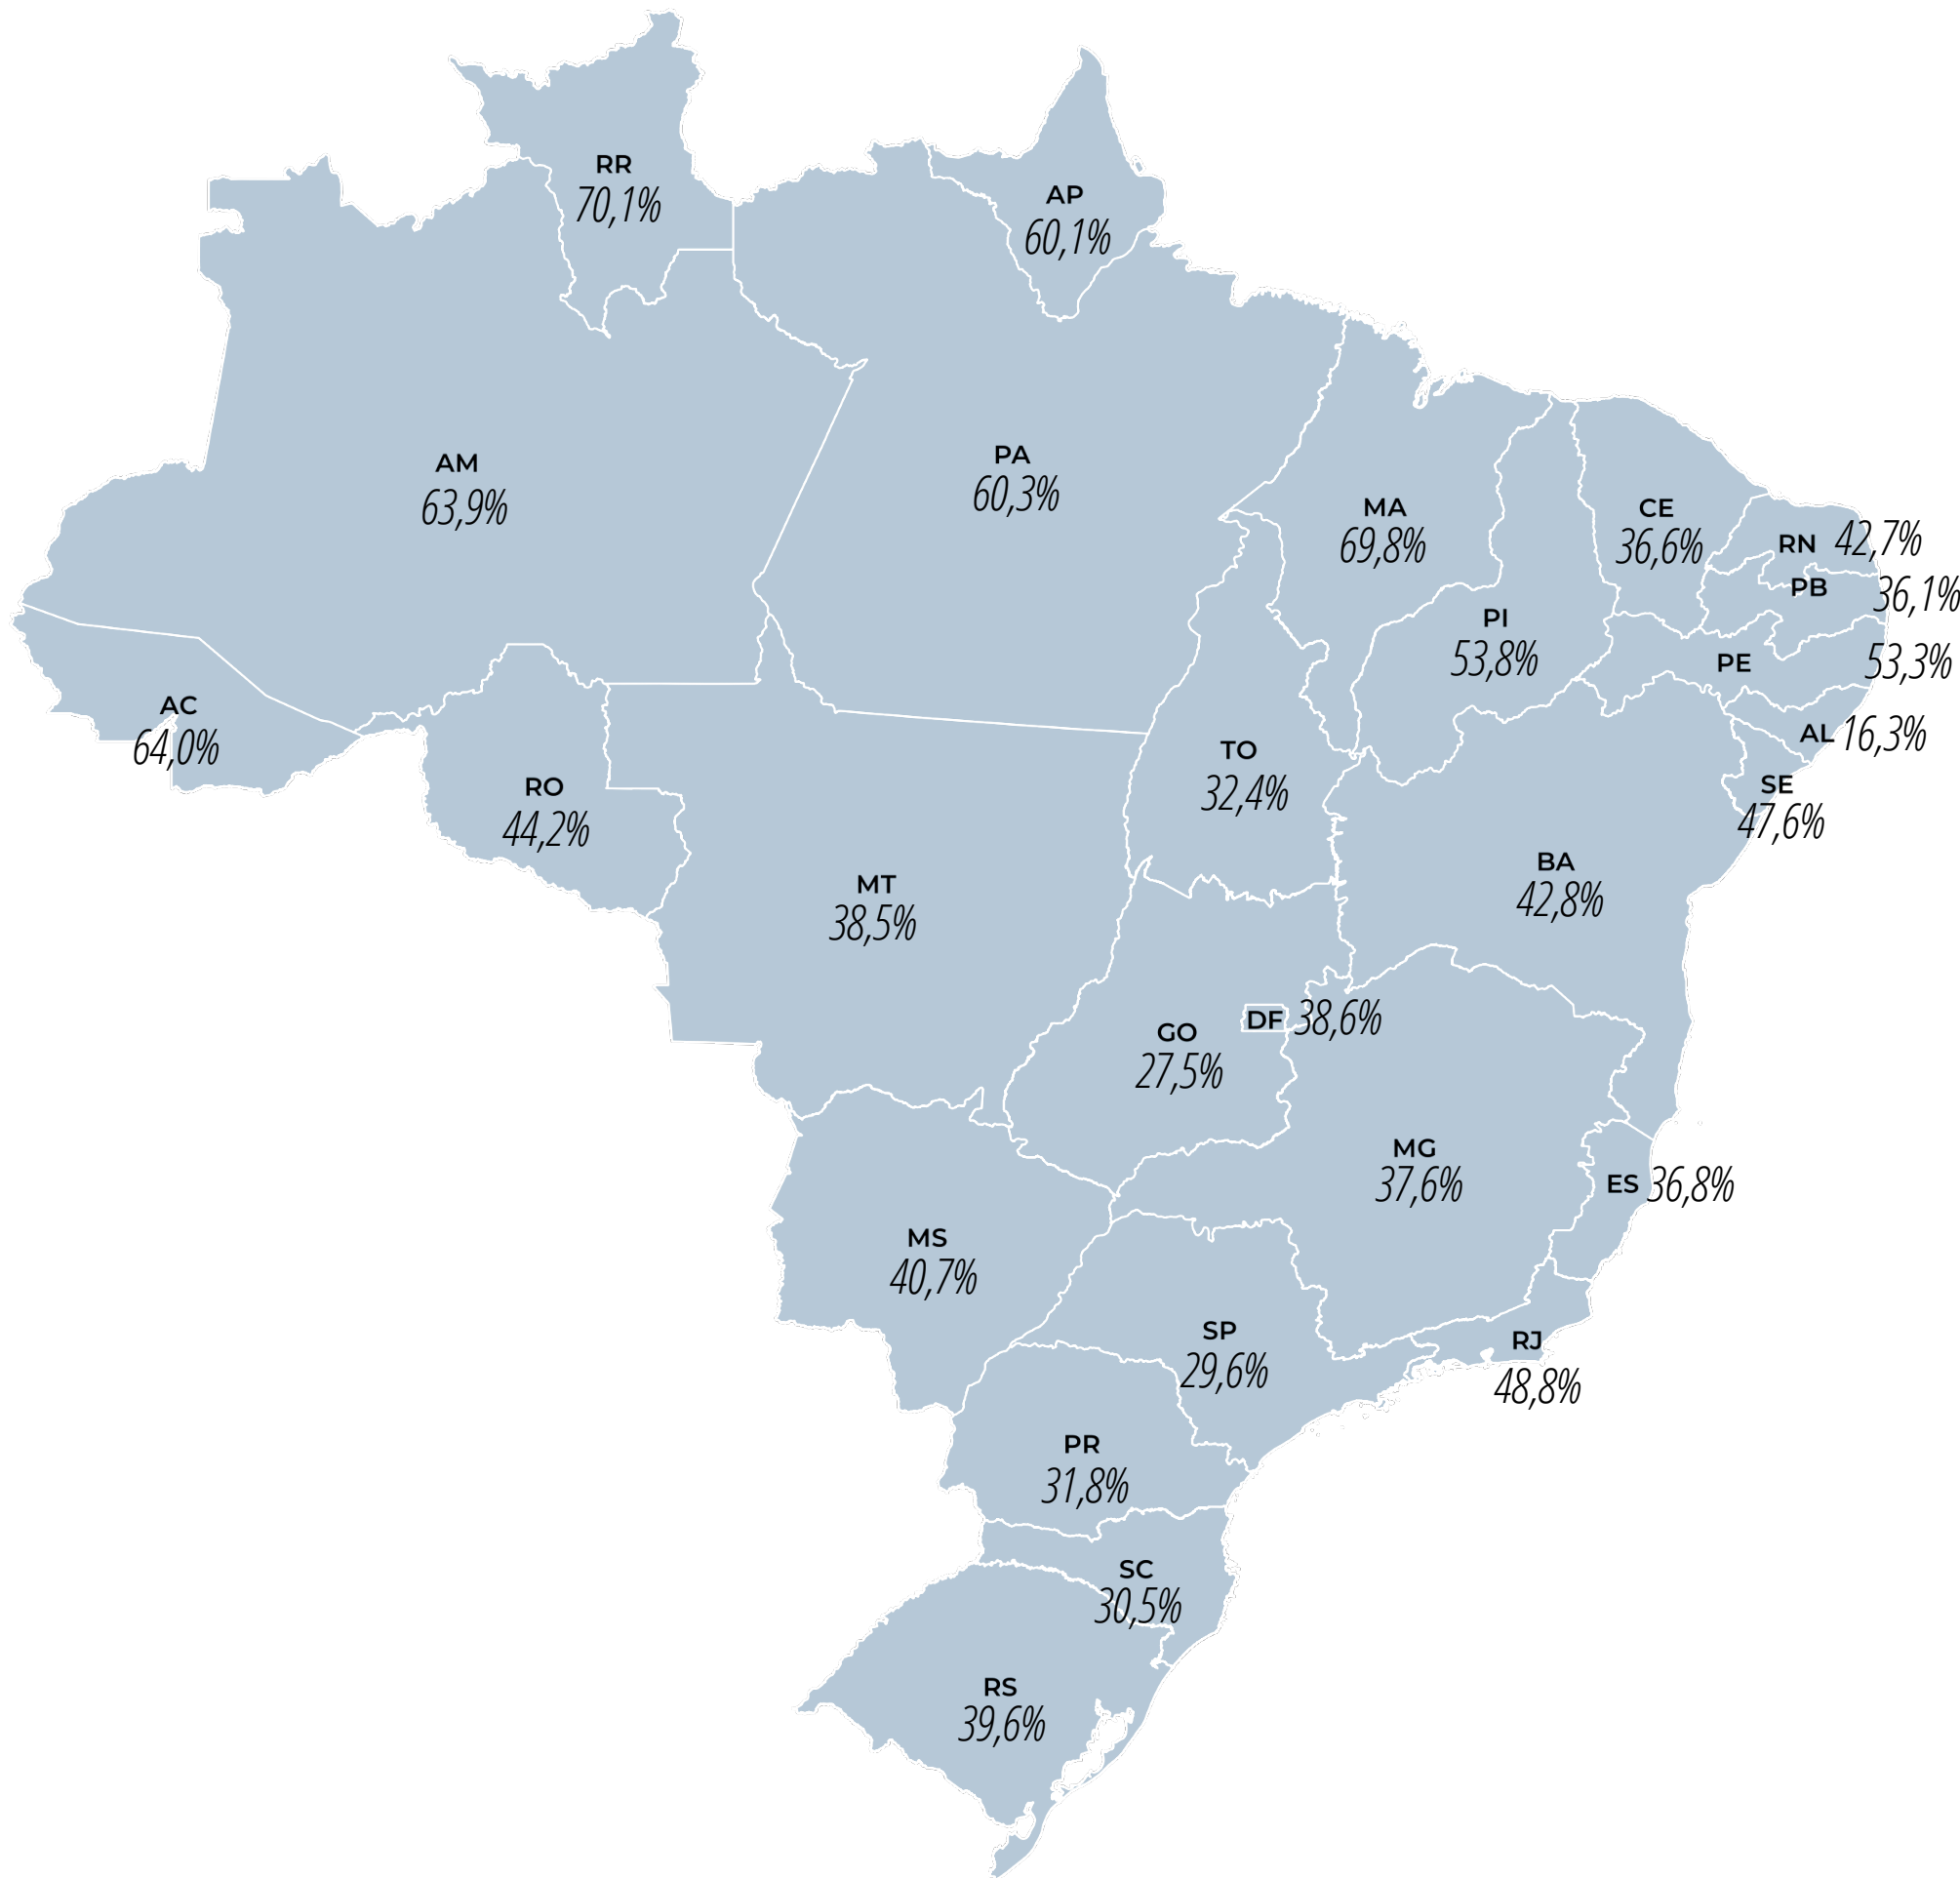 RR
70,1%
AP
60,1%
AM
63,9%
PA
60,3%
MA
69,8%
CE
36,6%
RN 42,7%
PB 36,1%
PI
53,8%
PE 53,3%
AC
64,0%
AL 16,3%
TO
32,4%
SE
47,6%
RO
44,2%
BA
42,8%
MT
38,5%
DF 38,6%
GO
27,5%
MG
37,6%
ES 36,8%
MS
40,7%
SP
29,6%
RJ
48,8%
PR
31,8%
SC
30,5%
RS
39,6%